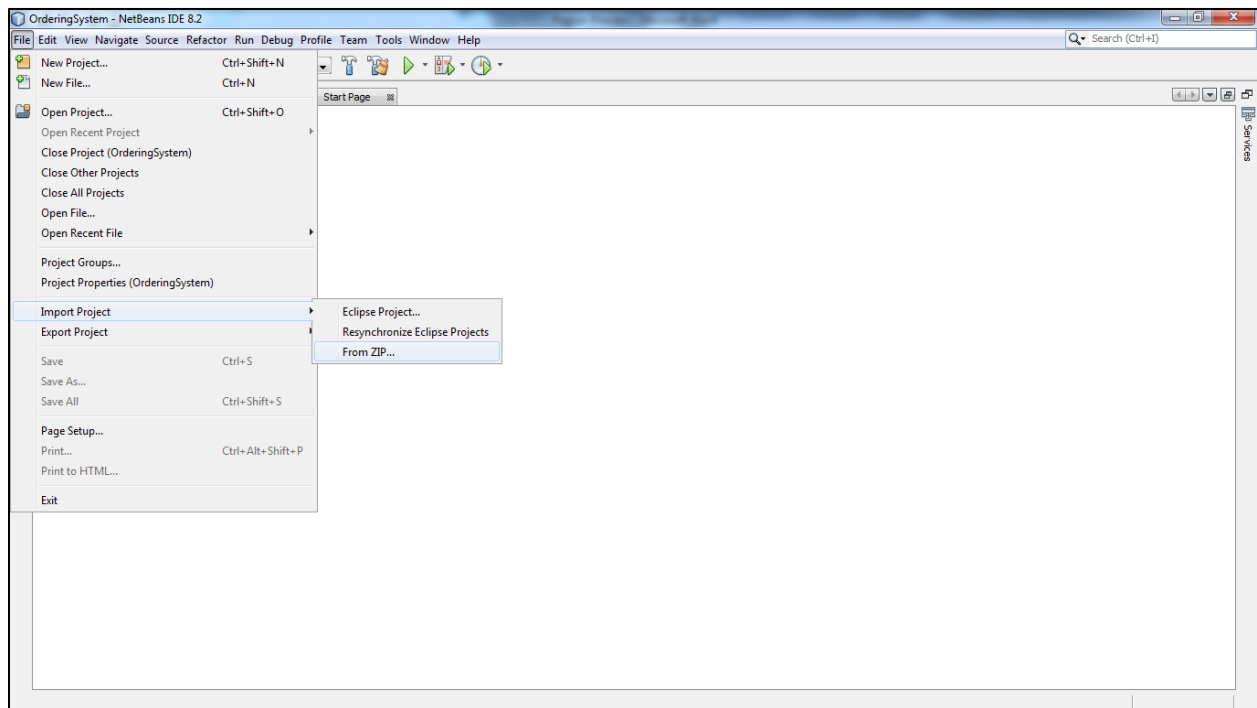 OrderingSystem - NetBeans IDE 8.2
File Edit View Navigate Source Refactor Run Debug Profile Team Tools Window Help
Search (Ctrl+I)
New Project... Ctrl+Shift+N
New File... Ctrl+N
Start Page
Open Project... Ctrl+Shift+O
Open Recent Project
Close Project (OrderingSystem)
Close Other Projects
Close All Projects
Open File...
Open Recent File
Project Groups...
Project Properties (OrderingSystem)
Import Project
Export Project
Eclipse Project...
Resynchronize Eclipse Projects
From ZIP...
Save Ctrl+S
Save As...
Save All Ctrl+Shift+S
Page Setup...
Print... Ctrl+Alt+Shift+P
Print to HTML...
Exit
Services